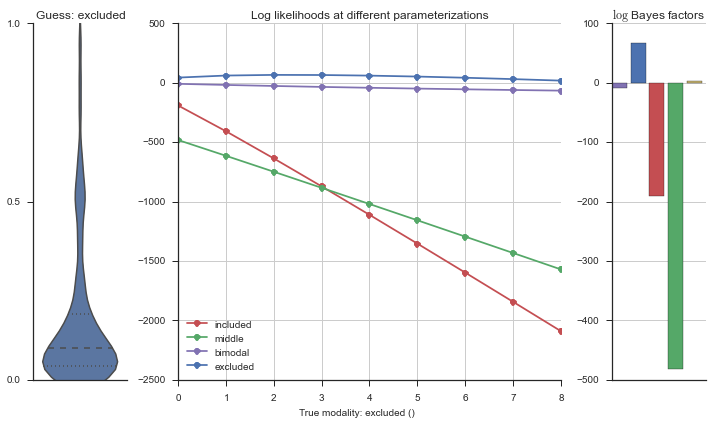 Guess: excluded
1.0
0.5
0.0
Log likelihoods at different parameterizations
500
0
−500
−1000
−1500
−2000
−2500
included
middle
bimodal
excluded
0 1 2 3 4 5 6 7 8
True modality: excluded ()
log Bayes factors
100
0
−100
−200
−300
−400
−500